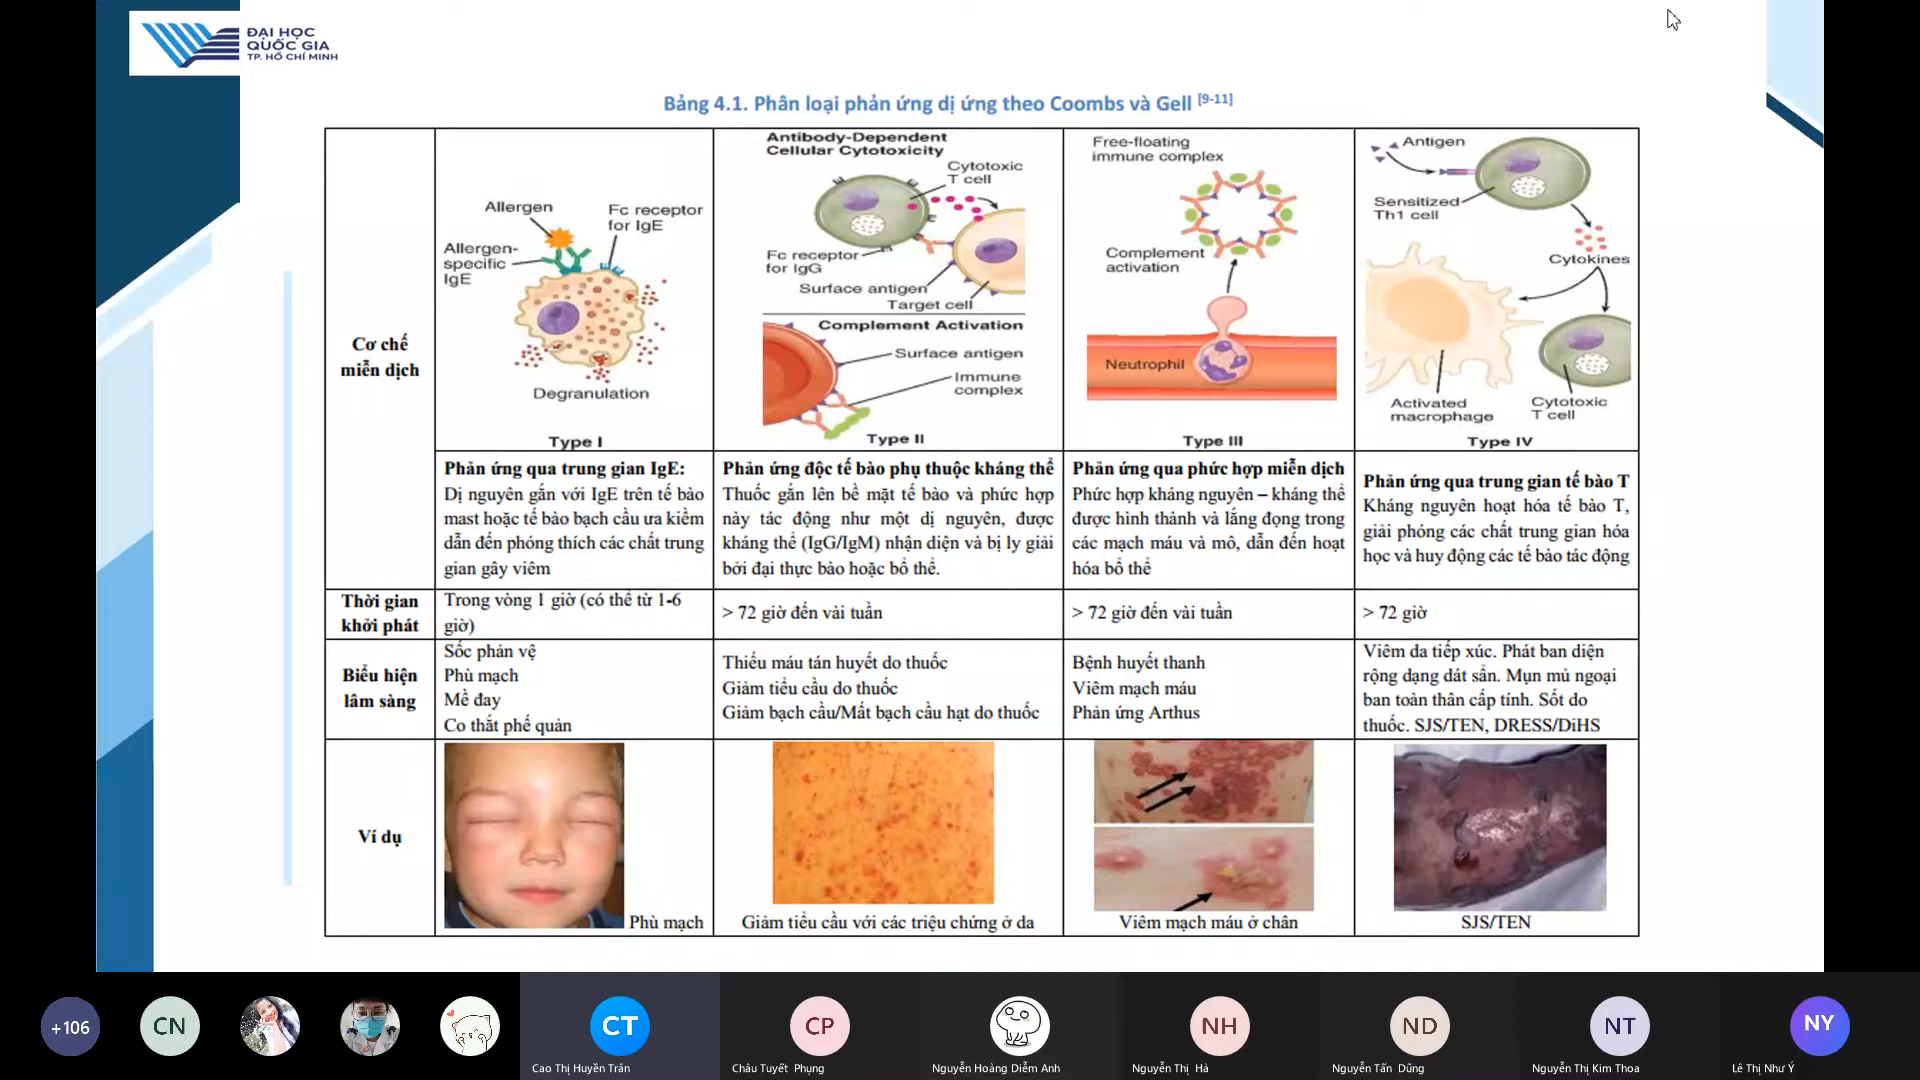 ĐẠI HỌC
QUỐC GIA
TP. HỒ CHÍ MINH
Bảng 4.1. Phân loại phản ứng dị ứng theo Coombs và Gell [9-11]
Cơ chế
miễn dịch
Allergen
Fc receptor
for IgE
Allergen-
specific
IgE
Degranulation
Type I
Antibody-Dependent
Cellular Cytotoxicity
Cytotoxic
T cell
Fc receptor
for IgG
Surface antigen
Target cell
Complement Activation
Surface antigen
Immune
complex
Type II
Free-floating
immune complex
Complement
activation
Neutrophil
Type III
Antigen
Sensitized
Th1 cell
Cytokines
Activated
macrophage
Cytotoxic
T cell
Type IV
Phản ứng qua trung gian IgE:
Dị nguyên gắn với IgE trên tế bào
mast hoặc tế bào bạch cầu ưa kiềm
dẫn đến phóng thích các chất trung
gian gây viêm
Phản ứng độc tế bào phụ thuộc kháng thể
Thuốc gắn lên bề mặt tế bào và phức hợp
này tác động như một dị nguyên, được
kháng thể (IgG/IgM) nhận diện và bị ly giải
bởi đại thực bào hoặc bổ thể.
Phản ứng qua phức hợp miễn dịch
Phức hợp kháng nguyên – kháng thể
được hình thành và lắng đọng trong
các mạch máu và mô, dẫn đến hoạt
hóa bổ thể
Phản ứng qua trung gian tế bào T
Kháng nguyên hoạt hóa tế bào T,
giải phóng các chất trung gian hóa
học và huy động các tế bào tác động
Thời gian
khởi phát
Trong vòng 1 giờ (có thể từ 1-6
giờ)
> 72 giờ đến vài tuần
> 72 giờ đến vài tuần
> 72 giờ
Biểu hiện
lâm sàng
Sốc phản vệ
Phù mạch
Mề đay
Co thắt phế quản
Thiếu máu tán huyết do thuốc
Giảm tiểu cầu do thuốc
Giảm bạch cầu/Mất bạch cầu hạt do thuốc
Bệnh huyết thanh
Viêm mạch máu
Phản ứng Arthus
Viêm da tiếp xúc. Phát ban diện
rộng dạng dát sần. Mụn mủ ngoại
ban toàn thân cấp tính. Sốt do
thuốc. SJS/TEN, DRESS/DiHS
Ví dụ
Phù mạch
Giảm tiểu cầu với các triệu chứng ở da
Viêm mạch máu ở chân
SJS/TEN
+106
CN
CT
CP
NH
ND
NT
NY
Cao Thị Huyền Trân
Châu Tuyết Phụng
Nguyễn Hoàng Diễm Anh
Nguyễn Thị Hà
Nguyễn Tấn Dũng
Nguyễn Thị Kim Thoa
Lê Thị Như Ý